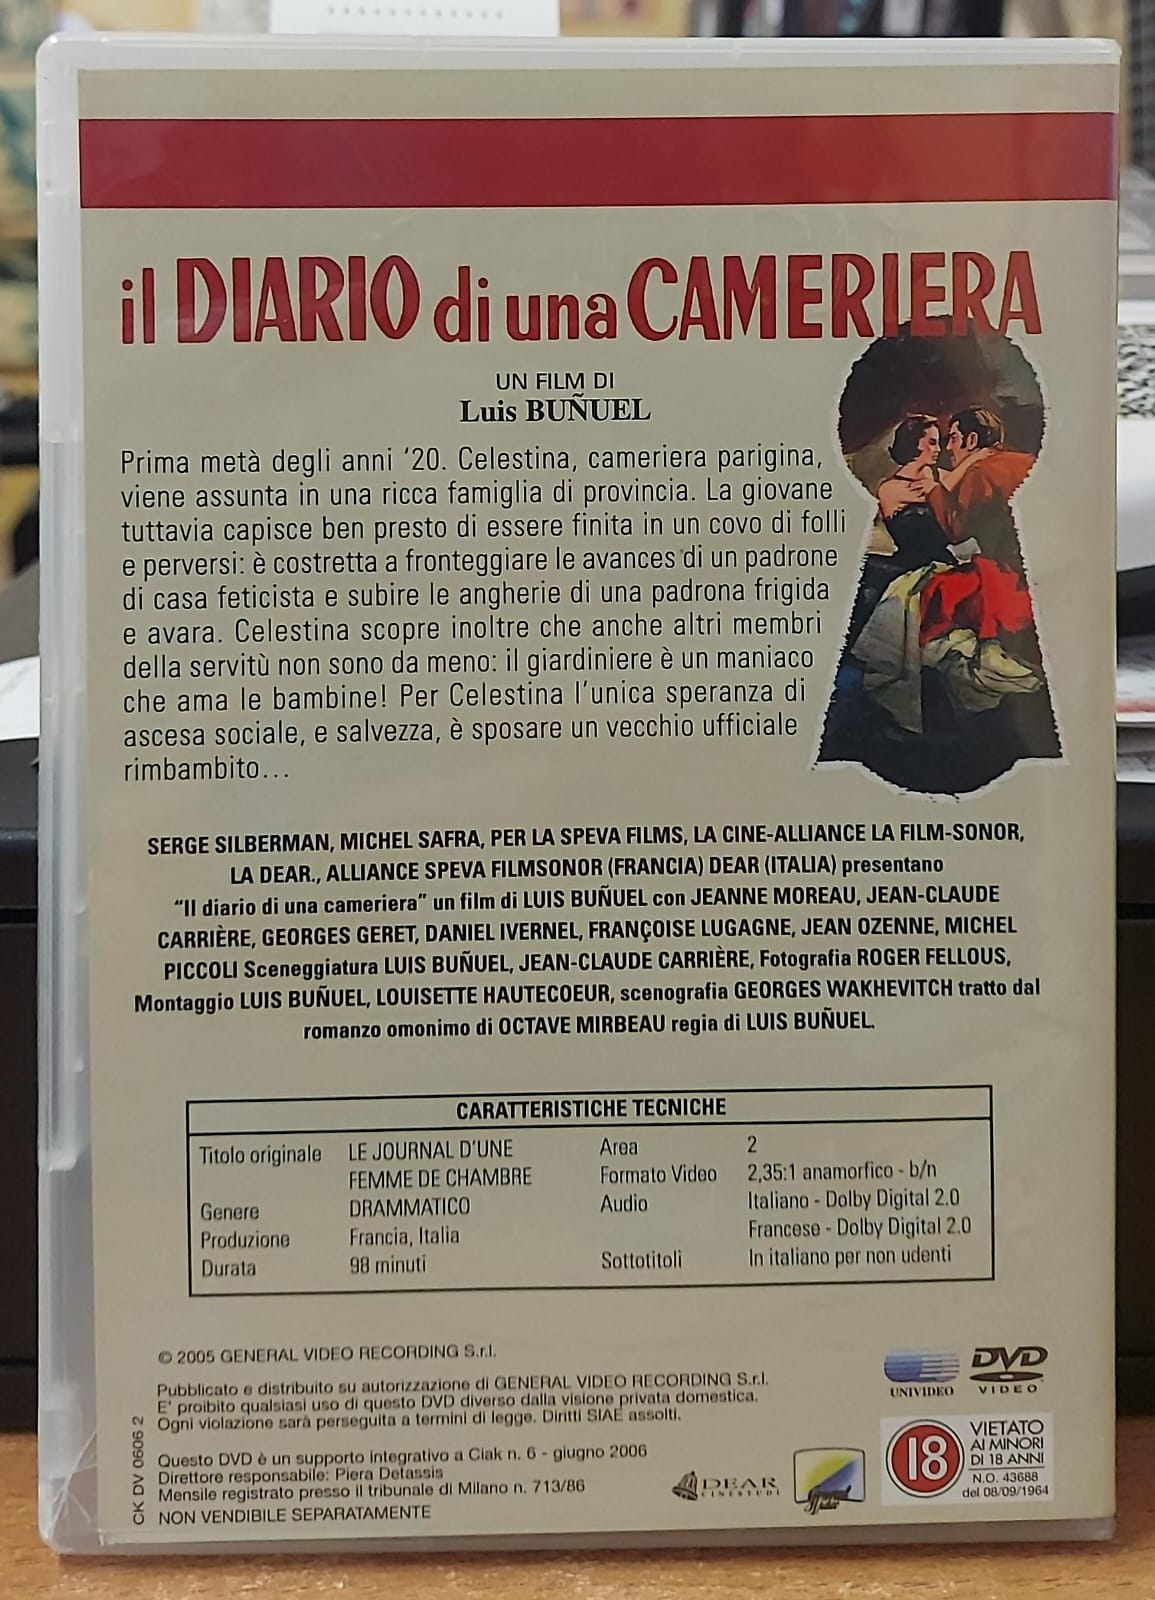 il DIARIO di una CAMERIERA
UN FILM DI
Luis BUÑUEL
Prima metà degli anni '20. Celestina, cameriera parigina,
viene assunta in una ricca famiglia di provincia. La giovane
tuttavia capisce ben presto di essere finita in un covo di folli
e perversi: è costretta a fronteggiare le avances di un padrone
di casa feticista e subire le angherie di una padrona frigida
e avara. Celestina scopre inoltre che anche altri membri
della servitù non sono da meno: il giardiniere è un maniaco
che ama le bambine! Per Celestina l'unica speranza di
ascesa sociale, e salvezza, è sposare un vecchio ufficiale
rimbambito...
SERGE SILBERMAN, MICHEL SAFRA, PER LA SPEVA FILMS, LA CINE-ALLIANCE LA FILM-SONOR,
LA DEAR., ALLIANCE SPEVA FILMSONOR (FRANCIA) DEAR (ITALIA) presentano
"Il diario di una cameriera" un film di LUIS BUÑUEL con JEANNE MOREAU, JEAN-CLAUDE
CARRIÈRE, GEORGES GERET, DANIEL IVERNEL, FRANÇOISE LUGAGNE, JEAN OZENNE, MICHEL
PICCOLI Sceneggiatura LUIS BUÑUEL, JEAN-CLAUDE CARRIÈRE, Fotografia ROGER FELLOUS,
Montaggio LUIS BUÑUEL, LOUISETTE HAUTECOEUR, scenografia GEORGES WAKHEVITCH tratto dal
romanzo omonimo di OCTAVE MIRBEAU regia di LUIS BUÑUEL.
CARATTERISTICHE TECNICHE
Titolo originale LE JOURNAL D'UNE
FEMME DE CHAMBRE
Genere DRAMMATICO
Produzione Francia, Italia
Durata 98 minuti
Area 2
Formato Video 2,35:1 anamorfico - b/n
Audio Italiano - Dolby Digital 2.0
Francese - Dolby Digital 2.0
Sottotitoli In italiano per non udenti
© 2005 GENERAL VIDEO RECORDING S.r.l.
Pubblicato e distribuito su autorizzazione di GENERAL VIDEO RECORDING S.r.l.
E' proibito qualsiasi uso di questo DVD diverso dalla visione privata domestica.
Ogni violazione sarà perseguita a termini di legge. Diritti SIAE assolti.
Questo DVD è un supporto integrativo a Ciak n. 6 - giugno 2006
Direttore responsabile: Piera Detassis
Mensile registrato presso il tribunale di Milano n. 713/86
NON VENDIBILE SEPARATAMENTE
CK DV 0606 2
DEAR
CINESTUDI
UNIVIDEO
DVD
VIDEO
18
VIETATO
AI MINORI
DI 18 ANNI
N.O. 43688
del 08/09/1964